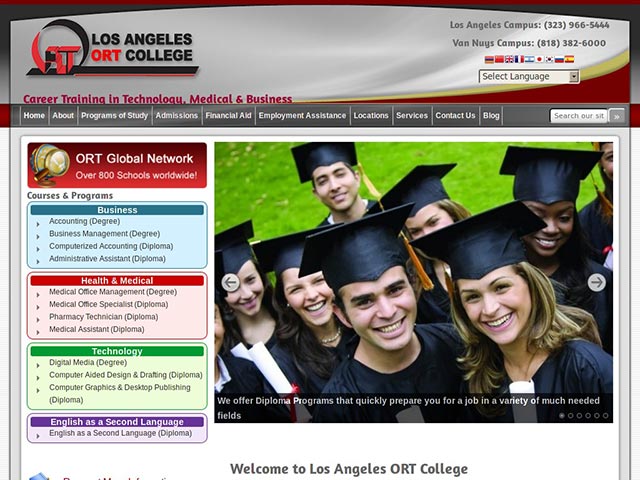 LOS ANGELES
ORT COLLEGE
Los Angeles Campus: (323) 966-5444
Van Nuys Campus: (818) 382-6000
Select Language
Career Training in Technology, Medical & Business
Home About Programs of Study Admissions Financial Aid Employment Assistance Locations Services Contact Us Blog Search our sit »
ORT Global Network
Over 800 Schools worldwide!
Courses & Programs
Business
Accounting (Degree)
Business Management (Degree)
Computerized Accounting (Diploma)
Administrative Assistant (Diploma)
Health & Medical
Medical Office Management (Degree)
Medical Office Specialist (Diploma)
Pharmacy Technician (Diploma)
Medical Assistant (Diploma)
Technology
Digital Media (Degree)
Computer Aided Design & Drafting (Diploma)
Computer Graphics & Desktop Publishing
(Diploma)
English as a Second Language
English as a Second Language (Diploma)
We offer Diploma Programs that quickly prepare you for a job in a variety of much needed
fields
Welcome to Los Angeles ORT College